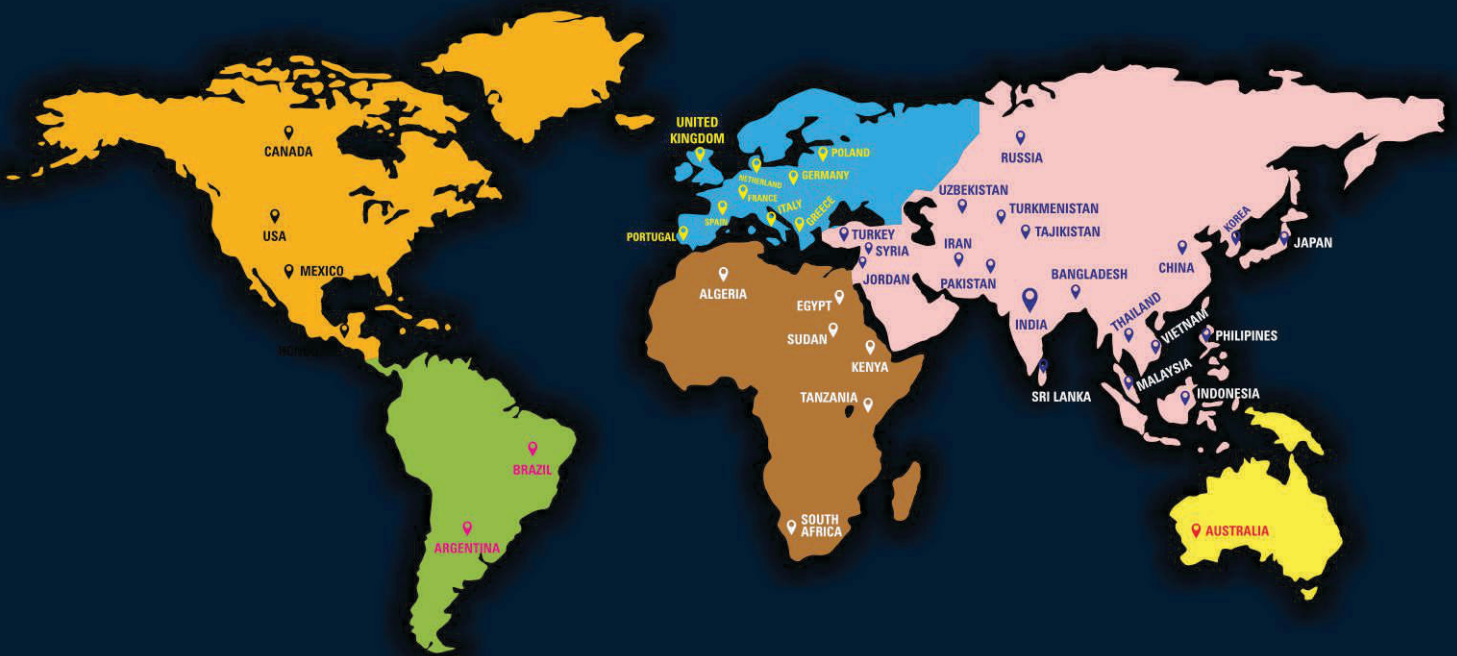 CANADA
USA
MEXICO
BRAZIL
ARGENTINA
UNITED
KINGDOM
POLAND
NETHERLAND
GERMANY
FRANCE
SPAIN
ITALY
GREECE
PORTUGAL
ALGERIA
EGYPT
SUDAN
KENYA
TANZANIA
SOUTH
AFRICA
RUSSIA
UZBEKISTAN
TURKMENISTAN
TAJIKISTAN
TURKEY
SYRIA
JORDAN
IRAN
PAKISTAN
BANGLADESH
INDIA
SRI LANKA
CHINA
KOREA
JAPAN
THAILAND
VIETNAM
PHILIPINES
MALAYSIA
INDONESIA
AUSTRALIA